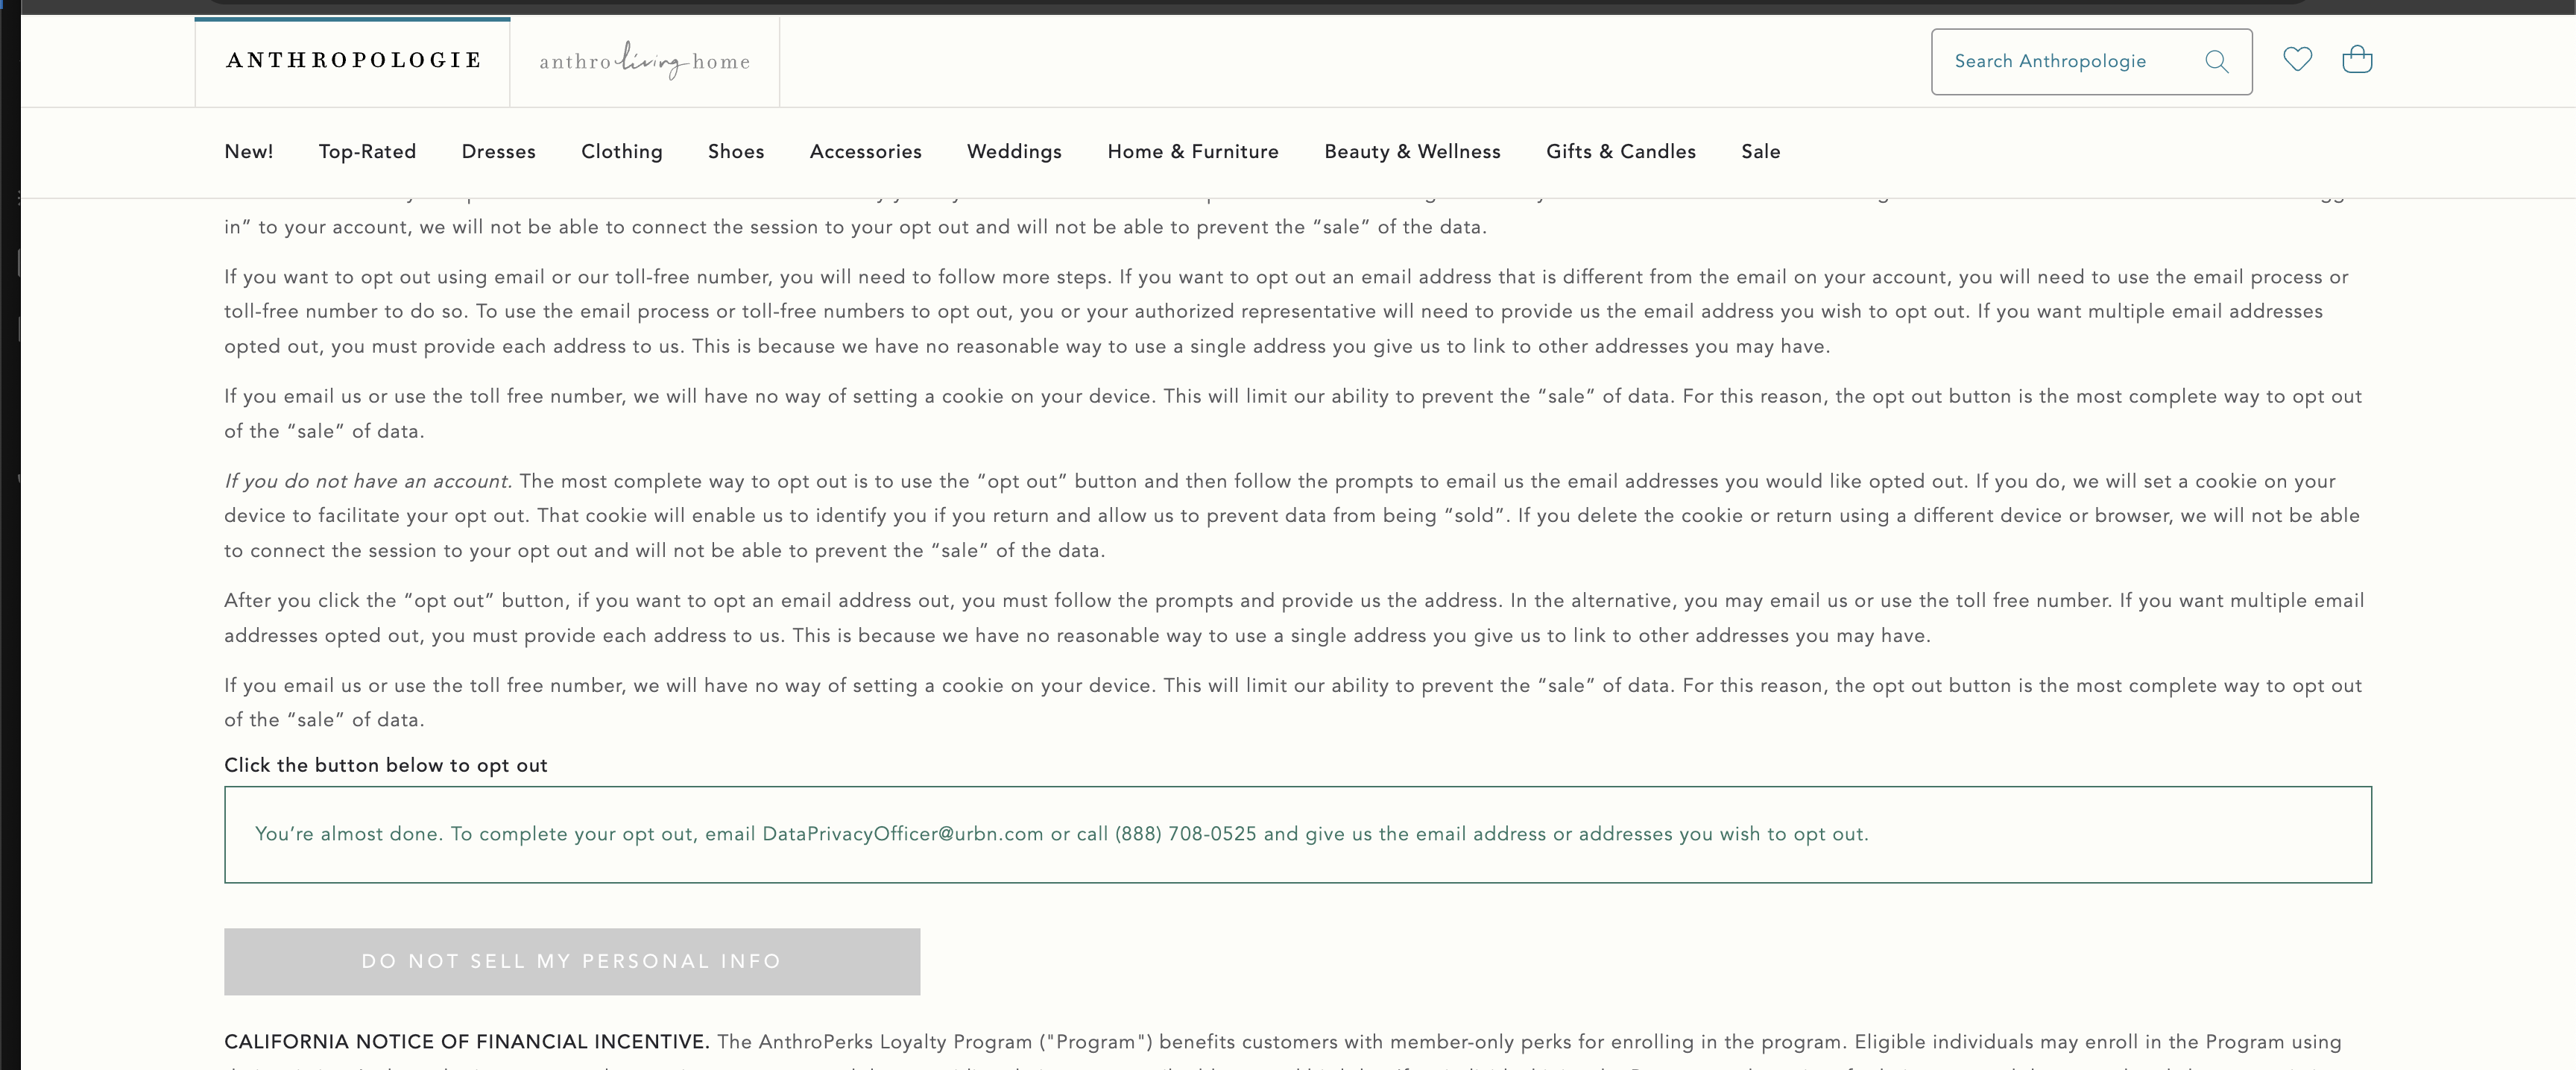 ANTHROPOLOGIE
anthro living home
Search Anthropologie
New! Top-Rated Dresses Clothing Shoes Accessories Weddings Home & Furniture Beauty & Wellness Gifts & Candles Sale
in” to your account, we will not be able to connect the session to your opt out and will not be able to prevent the “sale” of the data.
If you want to opt out using email or our toll-free number, you will need to follow more steps. If you want to opt out an email address that is different from the email on your account, you will need to use the email process or
toll-free number to do so. To use the email process or toll-free numbers to opt out, you or your authorized representative will need to provide us the email address you wish to opt out. If you want multiple email addresses
opted out, you must provide each address to us. This is because we have no reasonable way to use a single address you give us to link to other addresses you may have.
If you email us or use the toll free number, we will have no way of setting a cookie on your device. This will limit our ability to prevent the “sale” of data. For this reason, the opt out button is the most complete way to opt out
of the “sale” of data.
If you do not have an account. The most complete way to opt out is to use the “opt out” button and then follow the prompts to email us the email addresses you would like opted out. If you do, we will set a cookie on your
device to facilitate your opt out. That cookie will enable us to identify you if you return and allow us to prevent data from being “sold”. If you delete the cookie or return using a different device or browser, we will not be able
to connect the session to your opt out and will not be able to prevent the “sale” of the data.
After you click the “opt out” button, if you want to opt an email address out, you must follow the prompts and provide us the address. In the alternative, you may email us or use the toll free number. If you want multiple email
addresses opted out, you must provide each address to us. This is because we have no reasonable way to use a single address you give us to link to other addresses you may have.
If you email us or use the toll free number, we will have no way of setting a cookie on your device. This will limit our ability to prevent the “sale” of data. For this reason, the opt out button is the most complete way to opt out
of the “sale” of data.
Click the button below to opt out
You’re almost done. To complete your opt out, email DataPrivacyOfficer@urbn.com or call (888) 708-0525 and give us the email address or addresses you wish to opt out.
DO NOT SELL MY PERSONAL INFO
CALIFORNIA NOTICE OF FINANCIAL INCENTIVE. The AnthroPerks Loyalty Program ("Program") benefits customers with member-only perks for enrolling in the program. Eligible individuals may enroll in the Program using